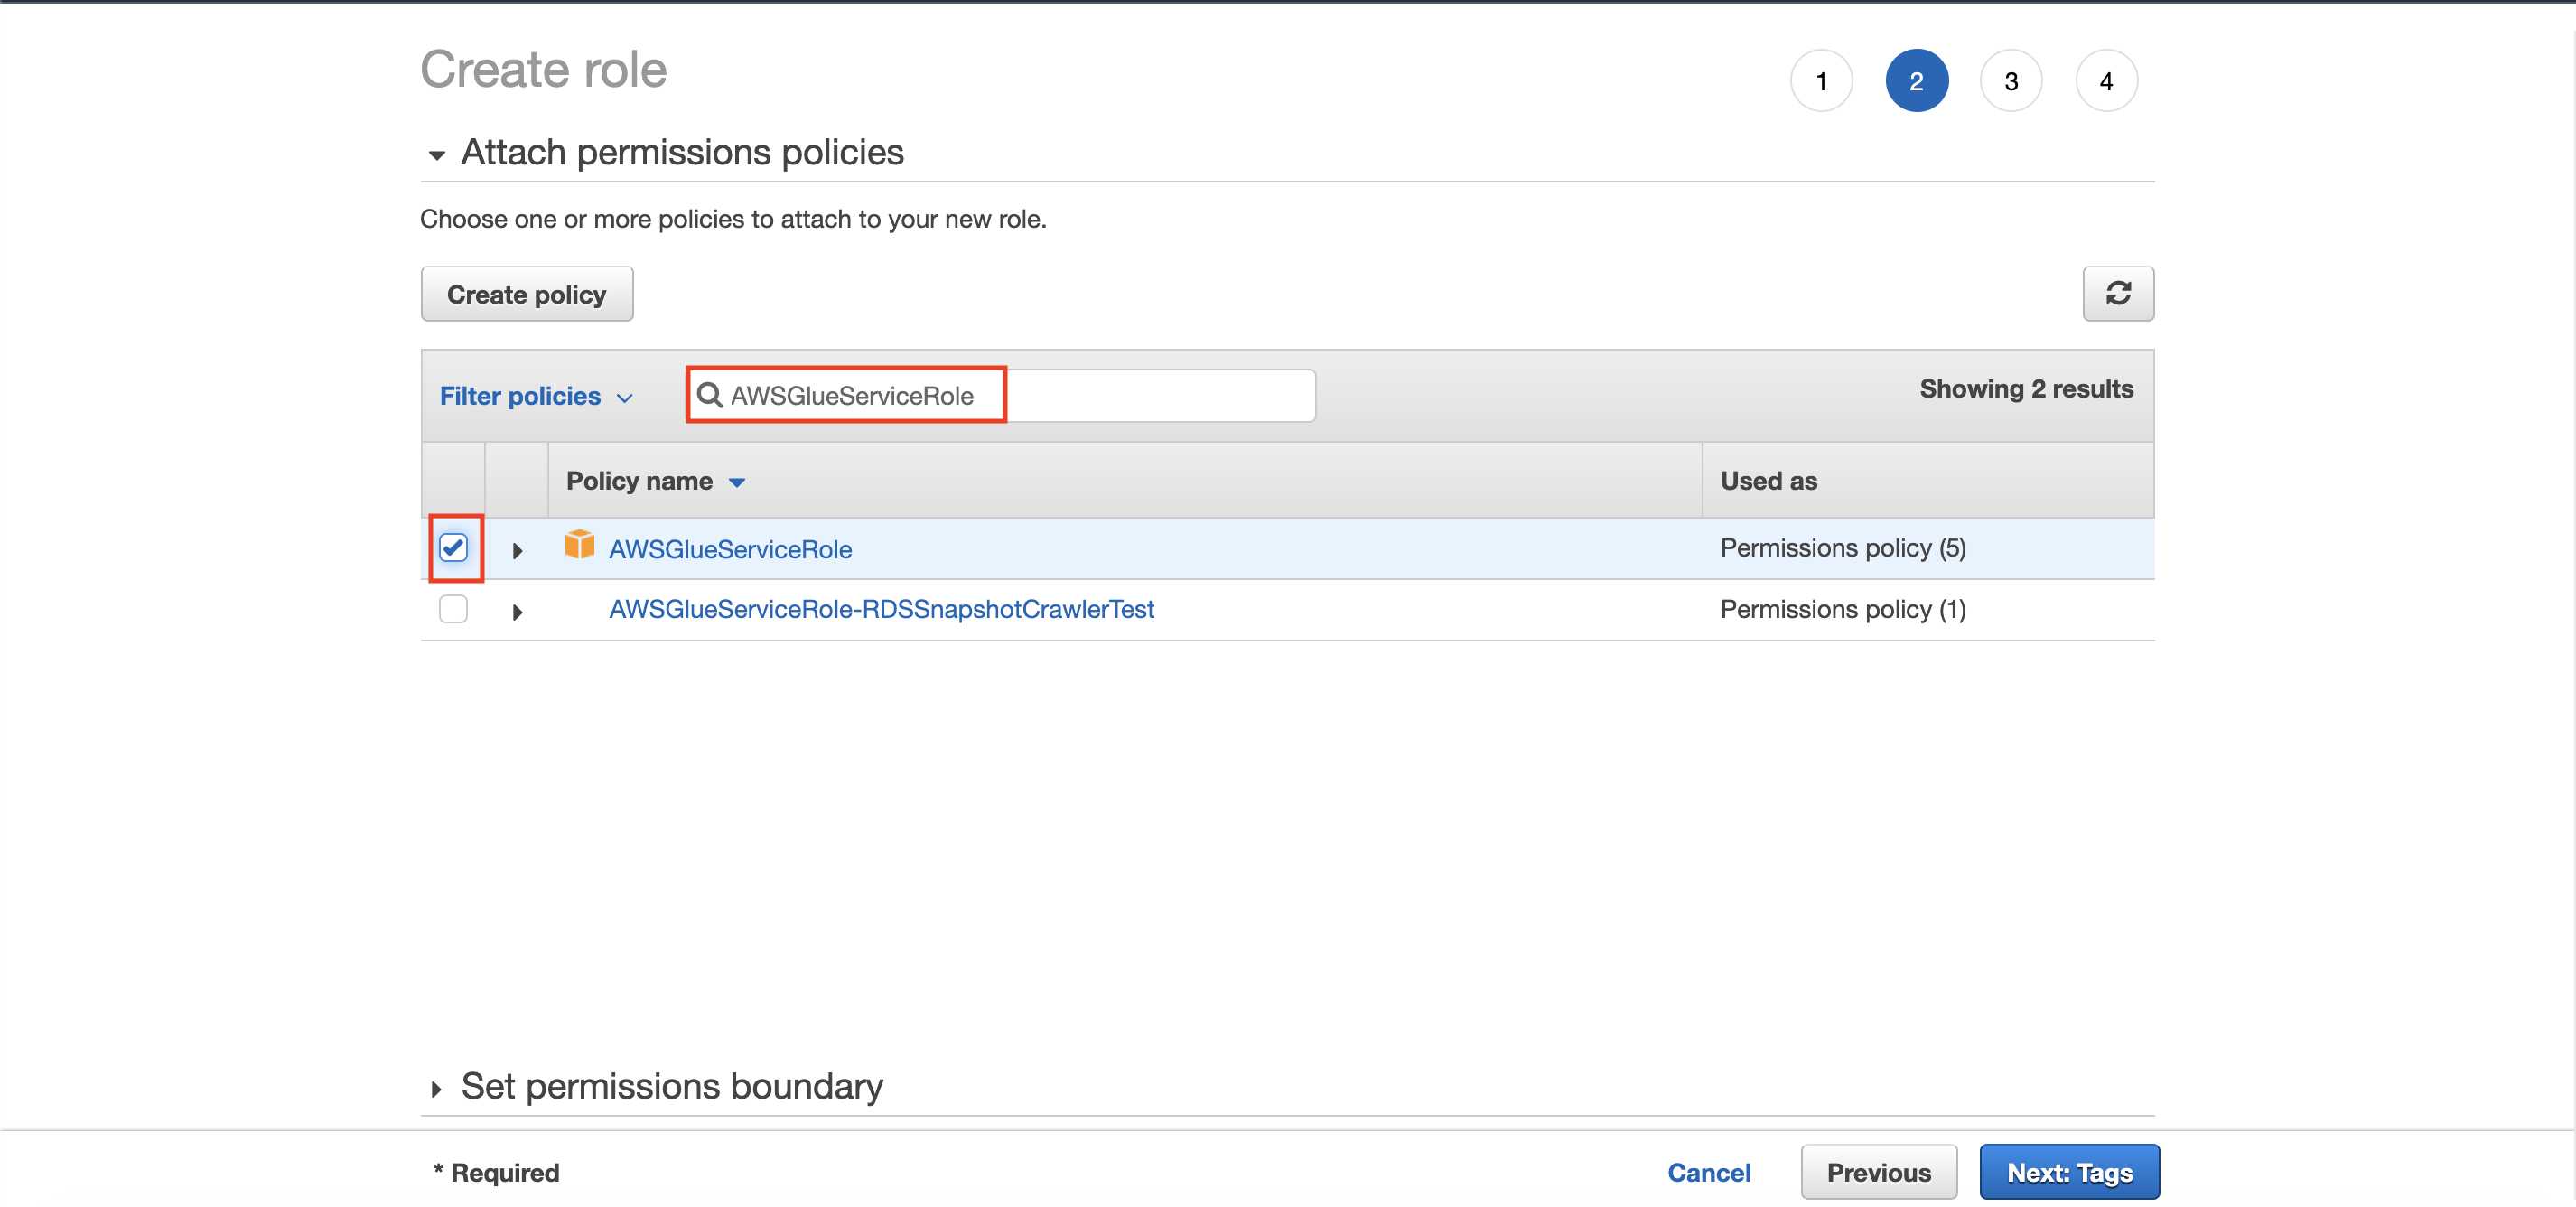 Create role
1 2 3 4
Attach permissions policies
Choose one or more policies to attach to your new role.
Create policy
Filter policies AWSGlueServiceRole Showing 2 results
Policy name Used as
AWSGlueServiceRole Permissions policy (5)
AWSGlueServiceRole-RDSSnapshotCrawlerTest Permissions policy (1)
Set permissions boundary
* Required Cancel Previous Next: Tags